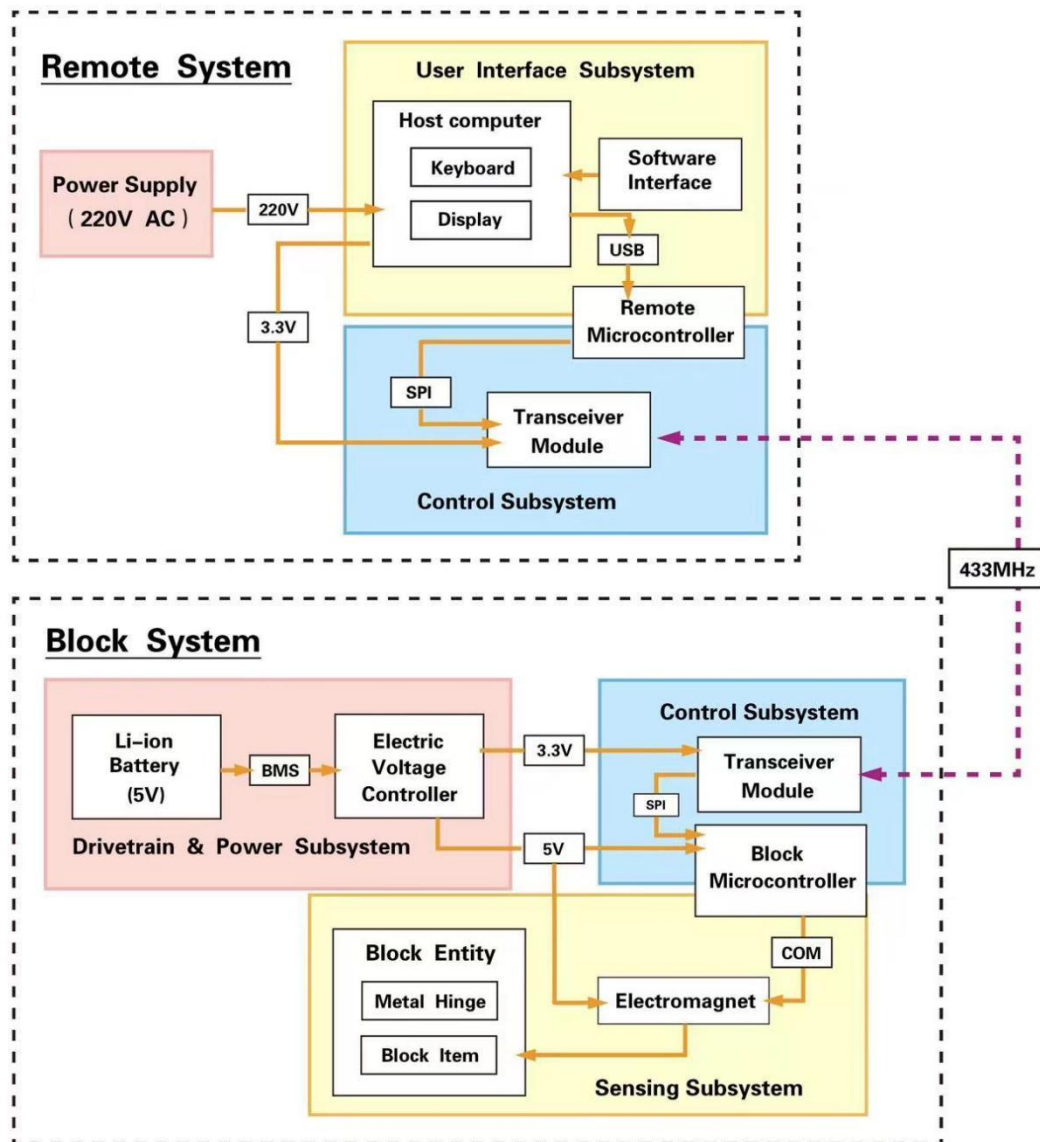 Remote System
User Interface Subsystem
Host computer
Keyboard
Display
Software
Interface
Power Supply
( 220V AC )
220V
USB
Remote
Microcontroller
3.3V
SPI
Transceiver
Module
Control Subsystem
433MHz
Block System
Li-ion
Battery
(5V)
BMS
Electric
Voltage
Controller
Drivetrain & Power Subsystem
3.3V
Control Subsystem
Transceiver
Module
SPI
5V
Block
Microcontroller
COM
Block Entity
Metal Hinge
Block Item
Electromagnet
Sensing Subsystem